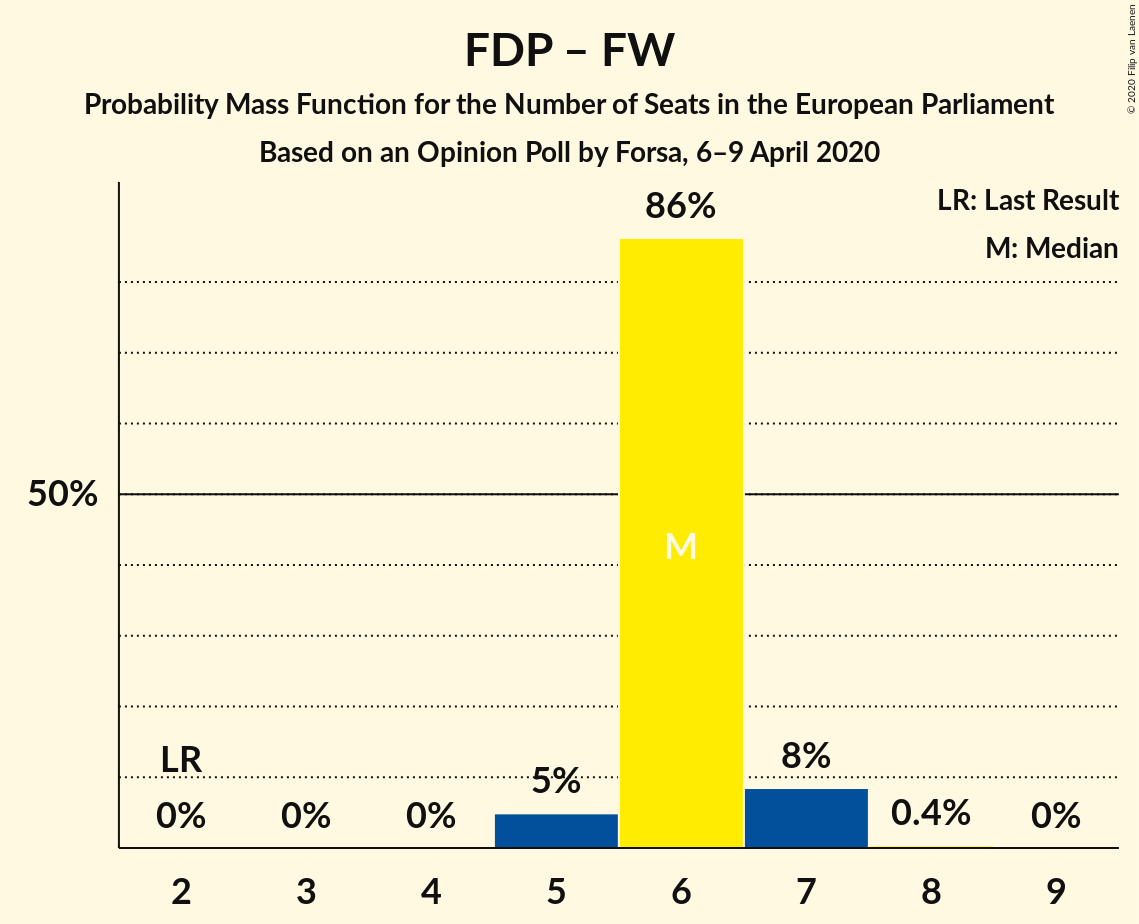 FDP – FW
Probability Mass Function for the Number of Seats in the European Parliament
Based on an Opinion Poll by Forsa, 6–9 April 2020
© 2020 Filip van Laenen
LR: Last Result
M: Median
86%
50%
M
LR
0%
0%
0%
5%
8%
0.4%
0%
2 3 4 5 6 7 8 9